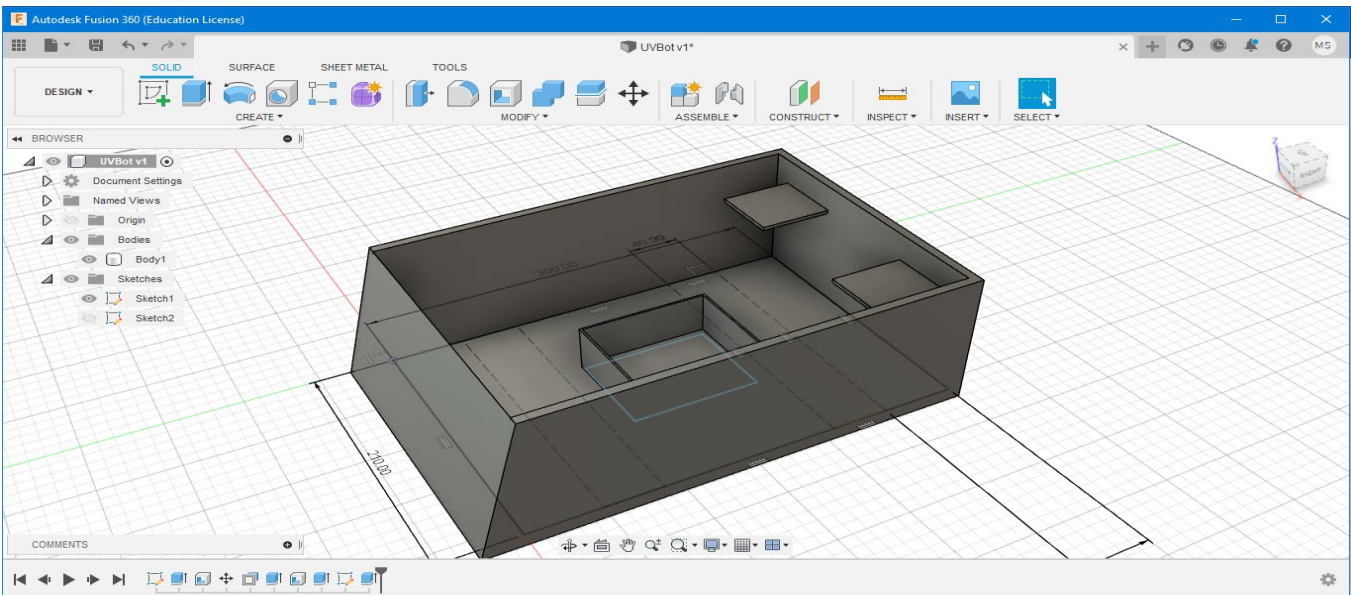 Autodesk Fusion 360 (Education License)
UVBot v1*
MS
SOLID SURFACE SHEET METAL TOOLS
DESIGN
CREATE MODIFY ASSEMBLE CONSTRUCT INSPECT INSERT SELECT
BROWSER
UVBot v1
Document Settings
Named Views
Origin
Bodies
Body1
Sketches
Sketch1
Sketch2
Z
RIGHT
300.00
40.00
210.00
COMMENTS